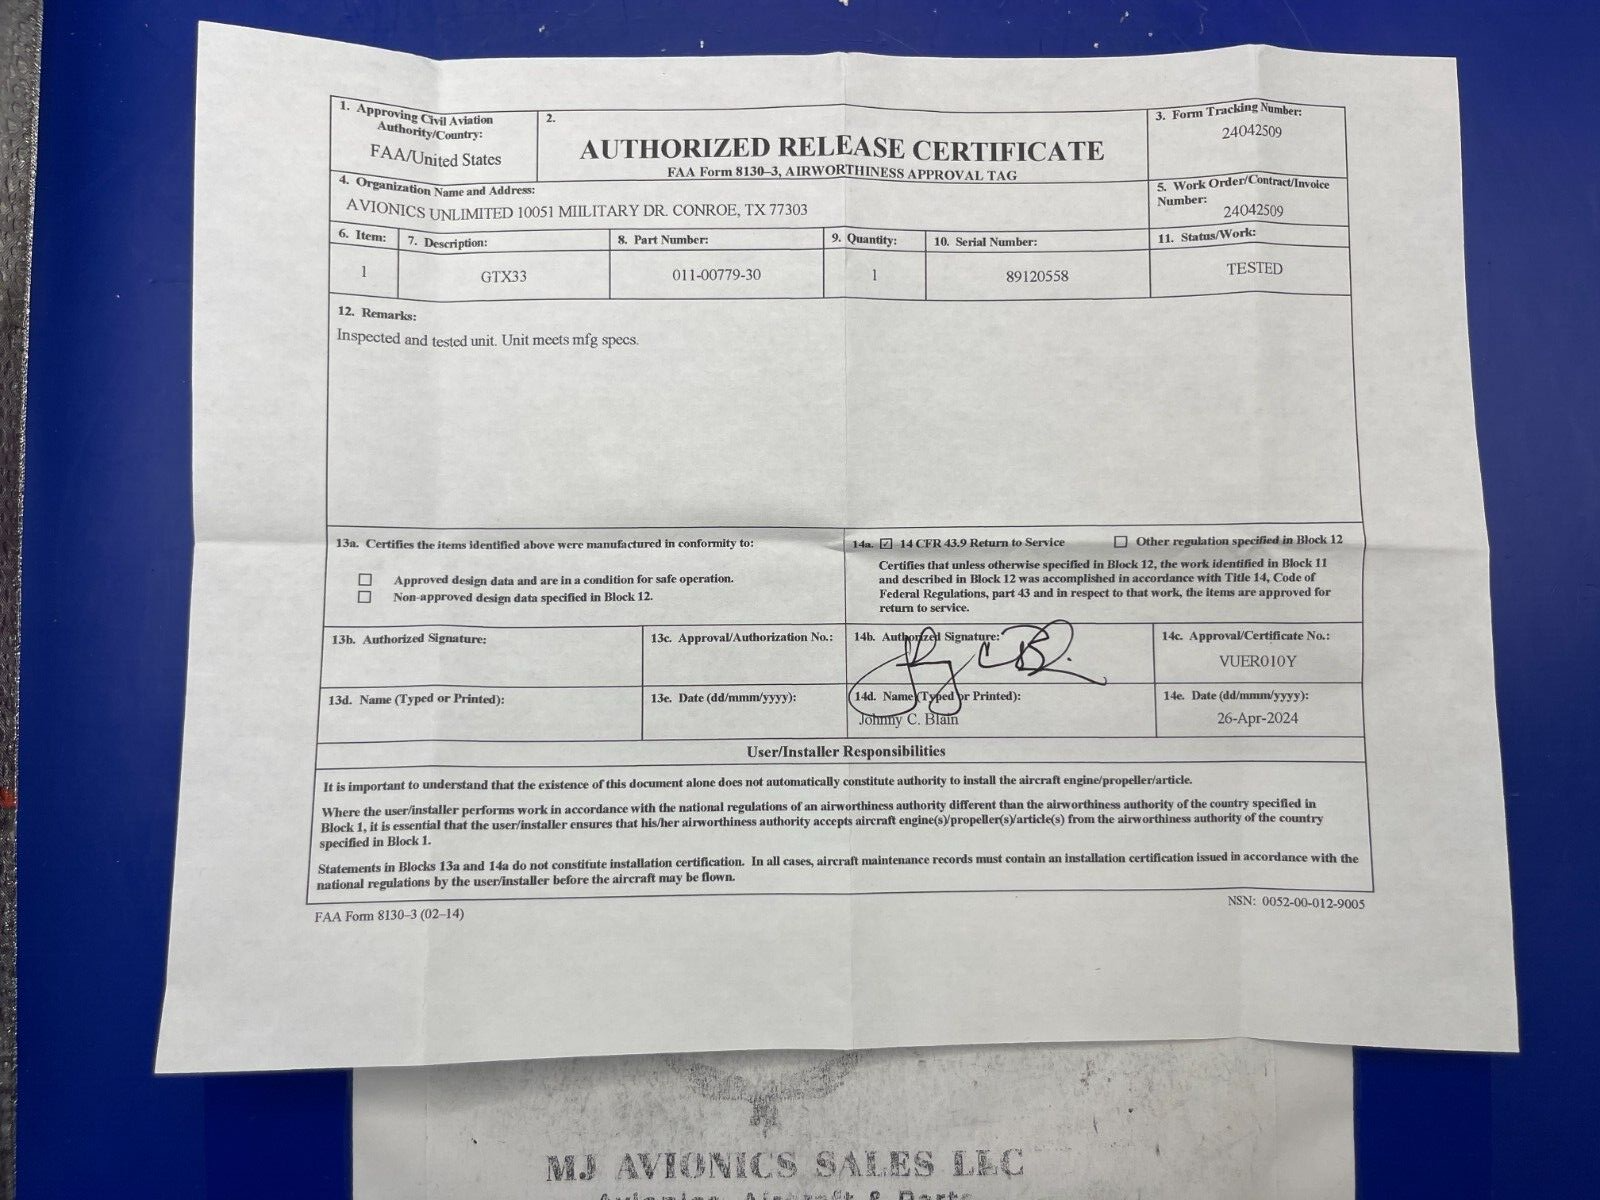 1. Approving Civil Aviation
Authority/Country:
FAA/United States
2.
AUTHORIZED RELEASE CERTIFICATE
FAA Form 8130–3, AIRWORTHINESS APPROVAL TAG
3. Form Tracking Number:
24042509
4. Organization Name and Address:
AVIONICS UNLIMITED 10051 MIILITARY DR. CONROE, TX 77303
5. Work Order/Contract/Invoice
Number:
24042509
6. Item:
7. Description:
8. Part Number:
9. Quantity:
10. Serial Number:
11. Status/Work:
1
GTX33
011-00779-30
1
89120558
TESTED
12. Remarks:
Inspected and tested unit. Unit meets mfg specs.
13a. Certifies the items identified above were manufactured in conformity to:
Approved design data and are in a condition for safe operation.
Non-approved design data specified in Block 12.
14a. ☑ 14 CFR 43.9 Return to Service ☐ Other regulation specified in Block 12
Certifies that unless otherwise specified in Block 12, the work identified in Block 11
and described in Block 12 was accomplished in accordance with Title 14, Code of
Federal Regulations, part 43 and in respect to that work, the items are approved for
return to service.
13b. Authorized Signature:
13c. Approval/Authorization No.:
14b. Authorized Signature:
14c. Approval/Certificate No.:
VUER010Y
13d. Name (Typed or Printed):
13e. Date (dd/mmm/yyyy):
14d. Name (Typed or Printed):
Johnny C. Blain
14e. Date (dd/mmm/yyyy):
26-Apr-2024
User/Installer Responsibilities
It is important to understand that the existence of this document alone does not automatically constitute authority to install the aircraft engine/propeller/article.
Where the user/installer performs work in accordance with the national regulations of an airworthiness authority different than the airworthiness authority of the country specified in
Block 1, it is essential that the user/installer ensures that his/her airworthiness authority accepts aircraft engine(s)/propeller(s)/article(s) from the airworthiness authority of the country
specified in Block 1.
Statements in Blocks 13a and 14a do not constitute installation certification. In all cases, aircraft maintenance records must contain an installation certification issued in accordance with the
national regulations by the user/installer before the aircraft may be flown.
FAA Form 8130–3 (02–14)
NSN: 0052-00-012-9005
MJ AVIONICS SALES LLC
Avionics, Aircraft & Parts